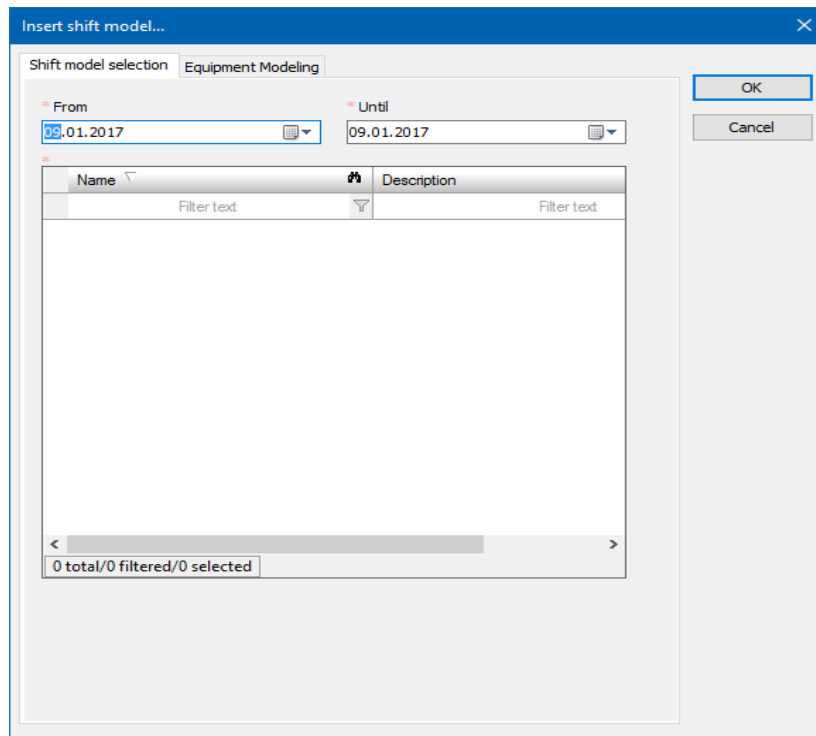 Insert shift model...
Shift model selection Equipment Modeling
OK
* From * Until
09.01.2017 09.01.2017
Cancel
*
Name Description
Filter text Filter text
0 total/0 filtered/0 selected